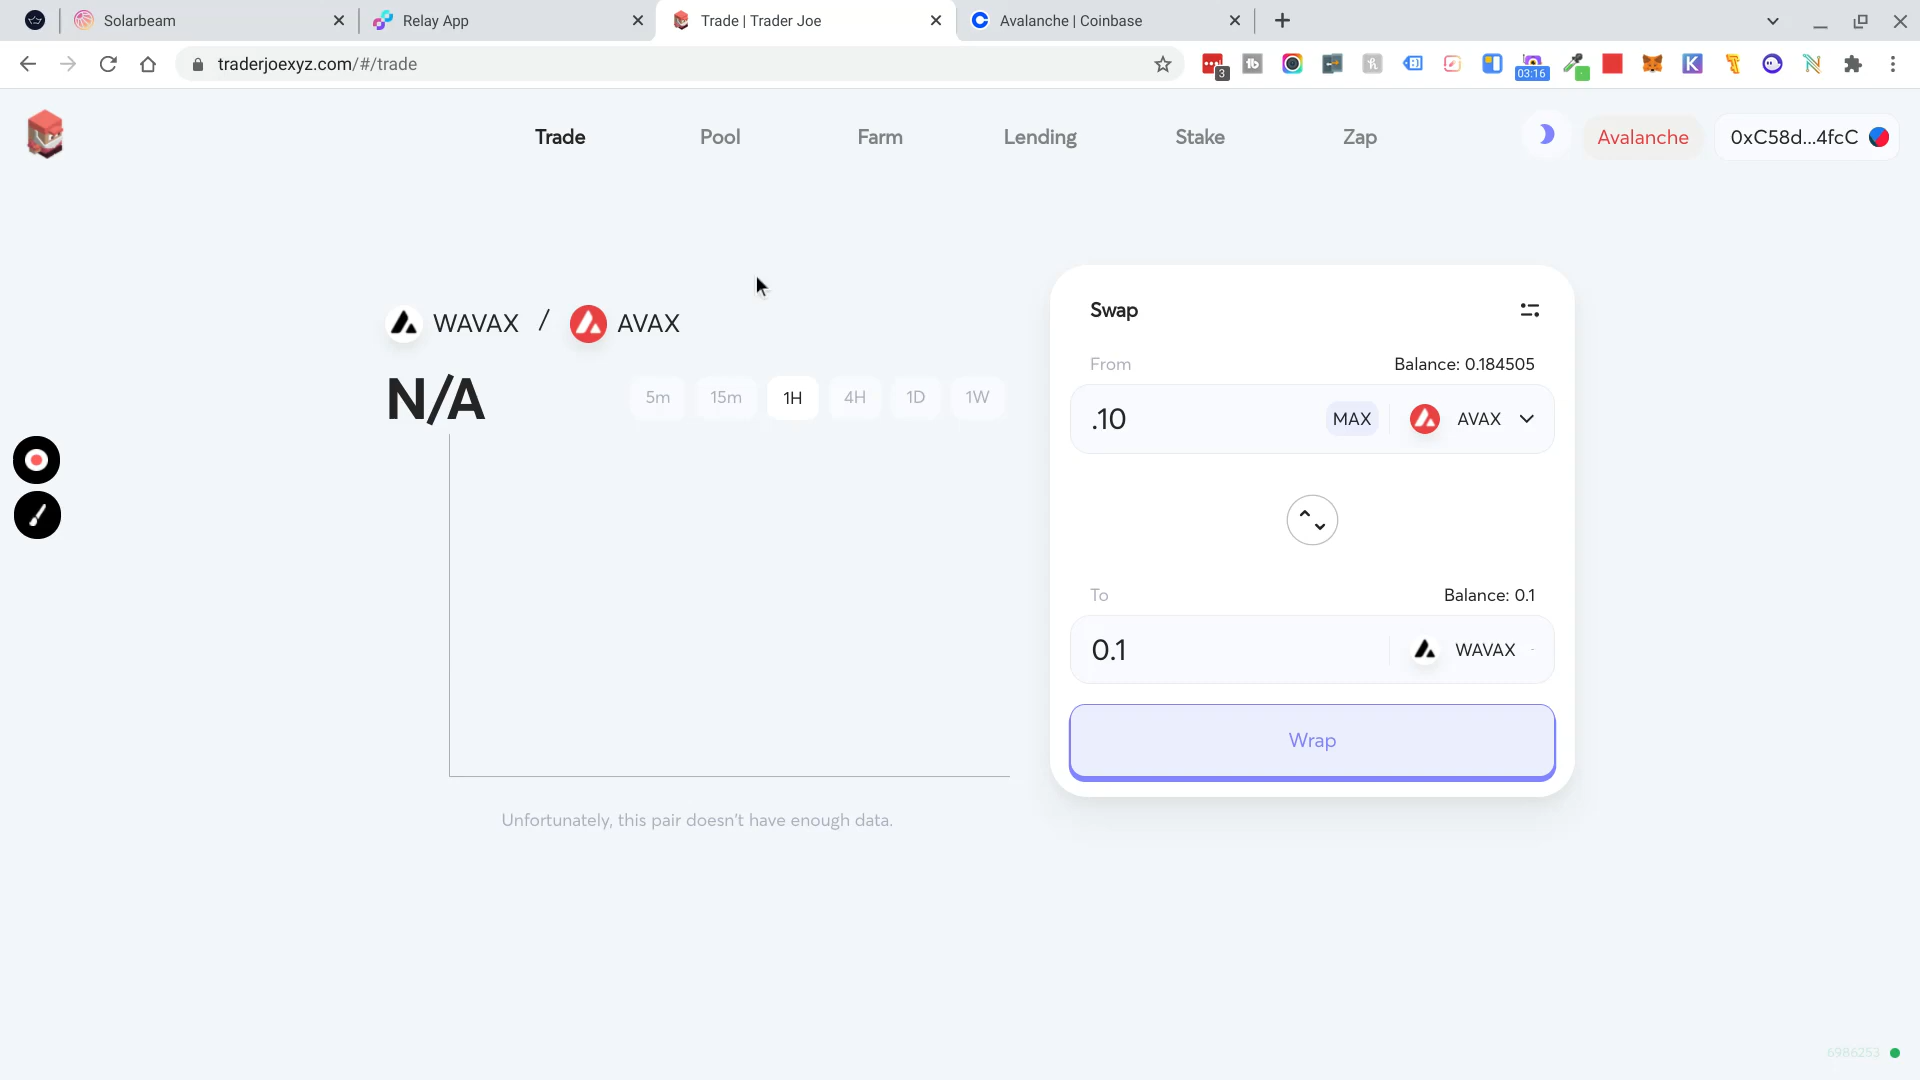 Solarbeam
Relay App
Trade | Trader Joe
Avalanche | Coinbase
traderjoexyz.com/#/trade
3
03:16
Trade
Pool
Farm
Lending
Stake
Zap
Avalanche
0xC58d...4fcC
WAVAX / AVAX
N/A
5m
15m
1H
4H
1D
1W
Unfortunately, this pair doesn't have enough data.
Swap
From
Balance: 0.184505
.10
MAX
AVAX
To
Balance: 0.1
0.1
WAVAX
Wrap
6986253